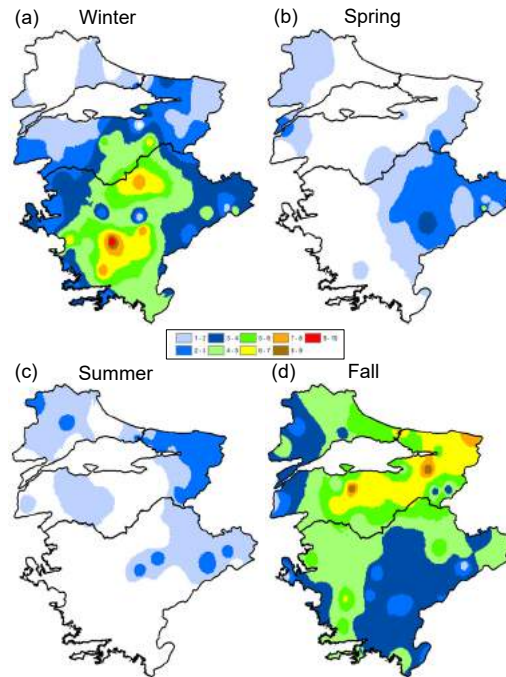 (a) Winter
(b) Spring
1 - 2 3 - 4 5 - 6 7 - 8 9 - 10
2 - 3 4 - 5 6 - 7 8 - 9
(c) Summer
(d) Fall